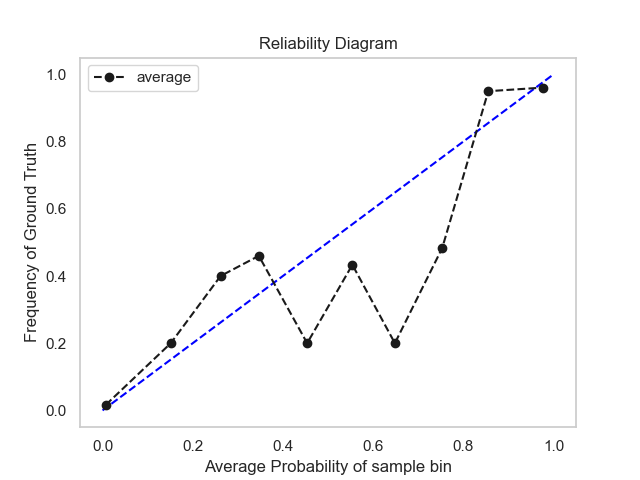 Reliability Diagram
average
1.0
0.8
0.6
0.4
0.2
0.0
Frequency of Ground Truth
0.0 0.2 0.4 0.6 0.8 1.0
Average Probability of sample bin